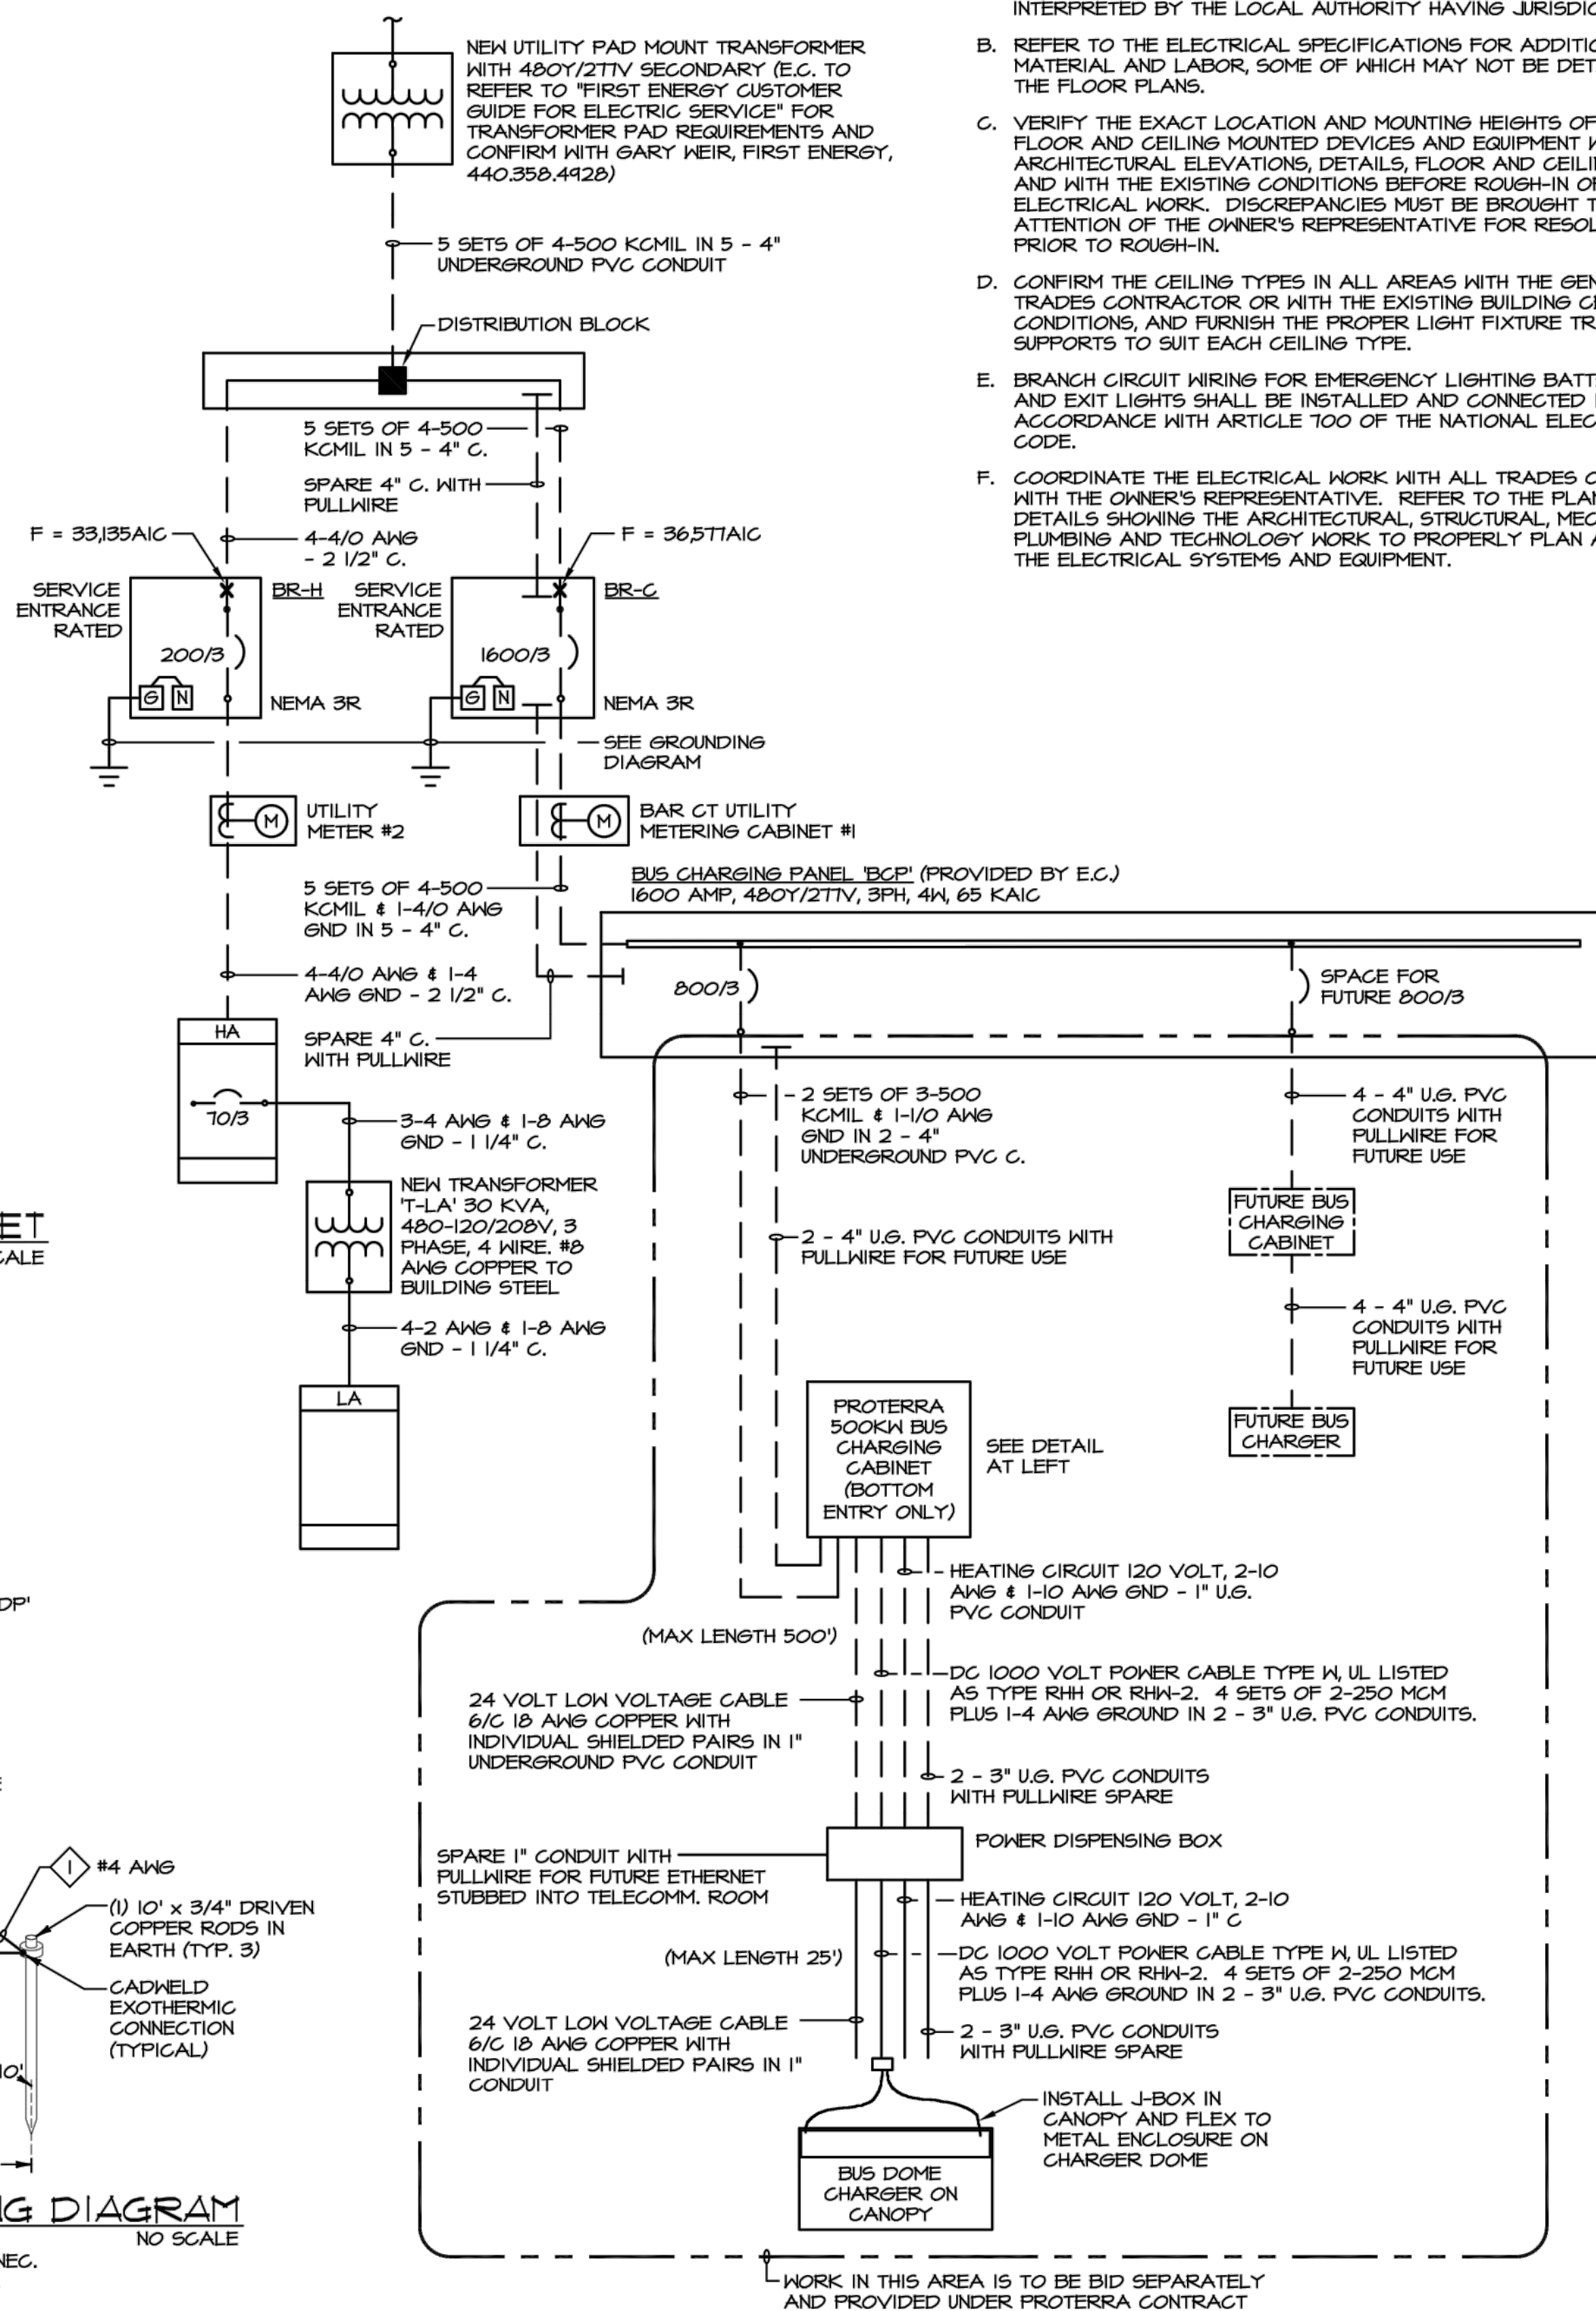 NEW UTILITY PAD MOUNT TRANSFORMER
WITH 480Y/277V SECONDARY (E.C. TO
REFER TO "FIRST ENERGY CUSTOMER
GUIDE FOR ELECTRIC SERVICE" FOR
TRANSFORMER PAD REQUIREMENTS AND
CONFIRM WITH GARY WEIR, FIRST ENERGY,
440.358.4928)
5 SETS OF 4-500 KCMIL IN 5 - 4"
UNDERGROUND PVC CONDUIT
DISTRIBUTION BLOCK
5 SETS OF 4-500
KCMIL IN 5 - 4" C.
SPARE 4" C. WITH
PULLWIRE
F = 33,135AIC
4-4/0 AWG
- 2 1/2" C.
F = 36,577AIC
SERVICE
ENTRANCE
RATED
BR-H
200/3
G N
NEMA 3R
SERVICE
ENTRANCE
RATED
BR-C
1600/3
G N
NEMA 3R
SEE GROUNDING
DIAGRAM
M
UTILITY
METER #2
M
BAR CT UTILITY
METERING CABINET #1
5 SETS OF 4-500
KCMIL & 1-4/0 AWG
GND IN 5 - 4" C.
4-4/0 AWG & 1-4
AWG GND - 2 1/2" C.
SPARE 4" C.
WITH PULLWIRE
BUS CHARGING PANEL 'BCP' (PROVIDED BY E.C.)
1600 AMP, 480Y/277V, 3PH, 4W, 65 KAIC
800/3
SPACE FOR
FUTURE 800/3
HA
70/3
3-4 AWG & 1-8 AWG
GND - 1 1/4" C.
NEW TRANSFORMER
'T-LA' 30 KVA,
480-120/208V, 3
PHASE, 4 WIRE. #8
AWG COPPER TO
BUILDING STEEL
4-2 AWG & 1-8 AWG
GND - 1 1/4" C.
LA
2 SETS OF 3-500
KCMIL & 1-1/0 AWG
GND IN 2 - 4"
UNDERGROUND PVC C.
2 - 4" U.G. PVC CONDUITS WITH
PULLWIRE FOR FUTURE USE
4 - 4" U.G. PVC
CONDUITS WITH
PULLWIRE FOR
FUTURE USE
FUTURE BUS
CHARGING
CABINET
4 - 4" U.G. PVC
CONDUITS WITH
PULLWIRE FOR
FUTURE USE
FUTURE BUS
CHARGER
PROTERRA
500KW BUS
CHARGING
CABINET
(BOTTOM
ENTRY ONLY)
SEE DETAIL
AT LEFT
HEATING CIRCUIT 120 VOLT, 2-10
AWG & 1-10 AWG GND - 1" U.G.
PVC CONDUIT
(MAX LENGTH 500')
DC 1000 VOLT POWER CABLE TYPE W, UL LISTED
AS TYPE RHH OR RHW-2. 4 SETS OF 2-250 MCM
PLUS 1-4 AWG GROUND IN 2 - 3" U.G. PVC CONDUITS.
24 VOLT LOW VOLTAGE CABLE
6/C 18 AWG COPPER WITH
INDIVIDUAL SHIELDED PAIRS IN 1"
UNDERGROUND PVC CONDUIT
2 - 3" U.G. PVC CONDUITS
WITH PULLWIRE SPARE
POWER DISPENSING BOX
SPARE 1" CONDUIT WITH
PULLWIRE FOR FUTURE ETHERNET
STUBBED INTO TELECOMM. ROOM
HEATING CIRCUIT 120 VOLT, 2-10
AWG & 1-10 AWG GND - 1" C
(MAX LENGTH 25')
DC 1000 VOLT POWER CABLE TYPE W, UL LISTED
AS TYPE RHH OR RHW-2. 4 SETS OF 2-250 MCM
PLUS 1-4 AWG GROUND IN 2 - 3" U.G. PVC CONDUITS.
24 VOLT LOW VOLTAGE CABLE
6/C 18 AWG COPPER WITH
INDIVIDUAL SHIELDED PAIRS IN 1"
CONDUIT
2 - 3" U.G. PVC CONDUITS
WITH PULLWIRE SPARE
INSTALL J-BOX IN
CANOPY AND FLEX TO
METAL ENCLOSURE ON
CHARGER DOME
BUS DOME
CHARGER ON
CANOPY
WORK IN THIS AREA IS TO BE BID SEPARATELY
AND PROVIDED UNDER PROTERRA CONTRACT
INTERPRETED BY THE LOCAL AUTHORITY HAVING JURISDIC
B. REFER TO THE ELECTRICAL SPECIFICATIONS FOR ADDITIO
MATERIAL AND LABOR, SOME OF WHICH MAY NOT BE DET
THE FLOOR PLANS.
C. VERIFY THE EXACT LOCATION AND MOUNTING HEIGHTS OF
FLOOR AND CEILING MOUNTED DEVICES AND EQUIPMENT W
ARCHITECTURAL ELEVATIONS, DETAILS, FLOOR AND CEILI
AND WITH THE EXISTING CONDITIONS BEFORE ROUGH-IN OF
ELECTRICAL WORK. DISCREPANCIES MUST BE BROUGHT T
ATTENTION OF THE OWNER'S REPRESENTATIVE FOR RESOL
PRIOR TO ROUGH-IN.
D. CONFIRM THE CEILING TYPES IN ALL AREAS WITH THE GEN
TRADES CONTRACTOR OR WITH THE EXISTING BUILDING C
CONDITIONS, AND FURNISH THE PROPER LIGHT FIXTURE TR
SUPPORTS TO SUIT EACH CEILING TYPE.
E. BRANCH CIRCUIT WIRING FOR EMERGENCY LIGHTING BATT
AND EXIT LIGHTS SHALL BE INSTALLED AND CONNECTED
ACCORDANCE WITH ARTICLE 700 OF THE NATIONAL ELEC
CODE.
F. COORDINATE THE ELECTRICAL WORK WITH ALL TRADES
WITH THE OWNER'S REPRESENTATIVE. REFER TO THE PLAN
DETAILS SHOWING THE ARCHITECTURAL, STRUCTURAL, MEC
PLUMBING AND TECHNOLOGY WORK TO PROPERLY PLAN A
THE ELECTRICAL SYSTEMS AND EQUIPMENT.
ET
CALE
DP'
1 #4 AWG
(1) 10' x 3/4" DRIVEN
COPPER RODS IN
EARTH (TYP. 3)
CADWELD
EXOTHERMIC
CONNECTION
(TYPICAL)
10'
G DIAGRAM
NO SCALE
NEC.